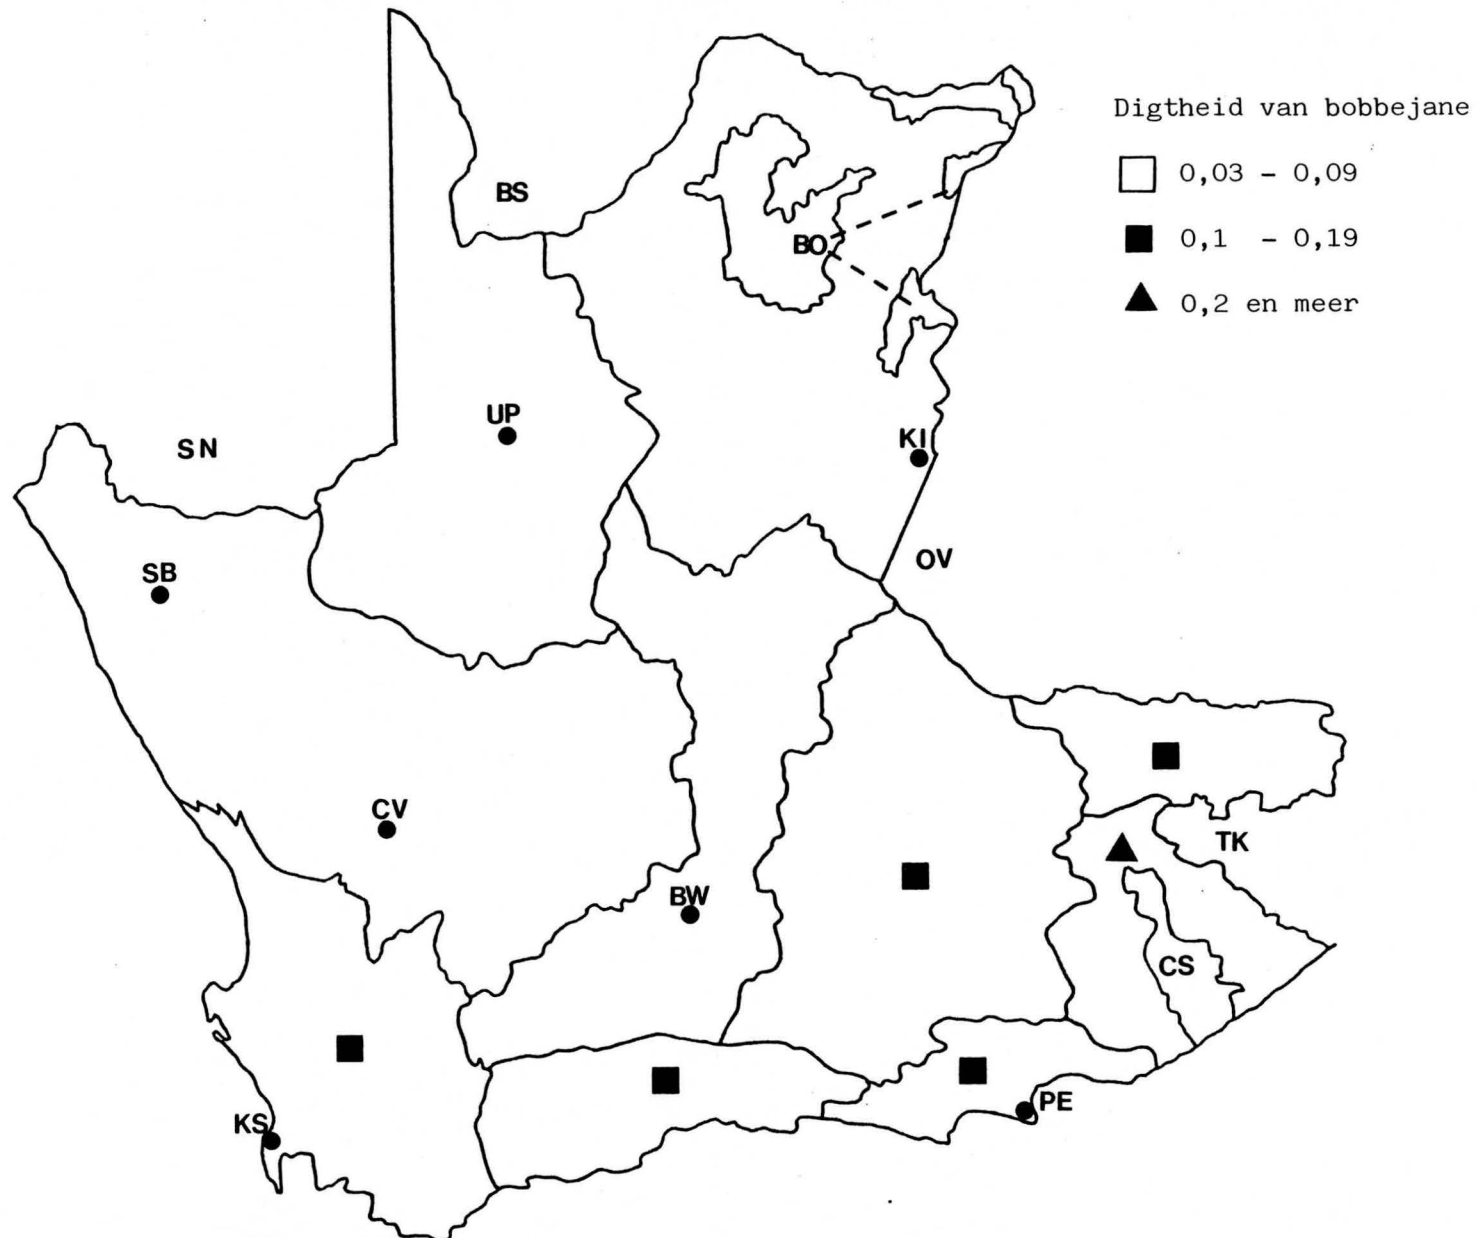 Digtheid van bobbejane
0,03 - 0,09
0,1 - 0,19
0,2 en meer
BS
BO
UP
KI
SN
OV
SB
CV
TK
BW
CS
PE
KS